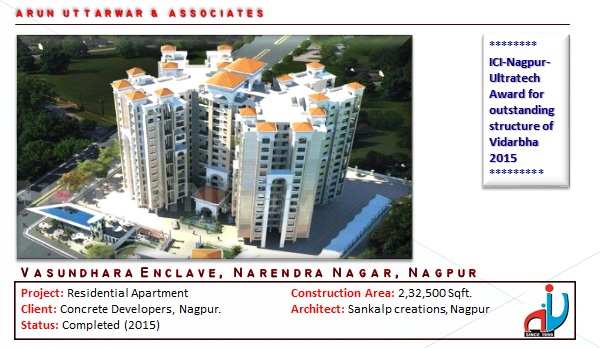 ARUN UTTARWAR & ASSOCIATES
********
ICI-Nagpur-
Ultratech
Award for
outstanding
structure of
Vidarbha
2015
*********
VASUNDHARA ENCLAVE, NARENDRA NAGAR, NAGPUR
Project: Residential Apartment
Client: Concrete Developers, Nagpur.
Status: Completed (2015)
Construction Area: 2,32,500 Sqft.
Architect: Sankalp creations, Nagpur
SINCE 1999